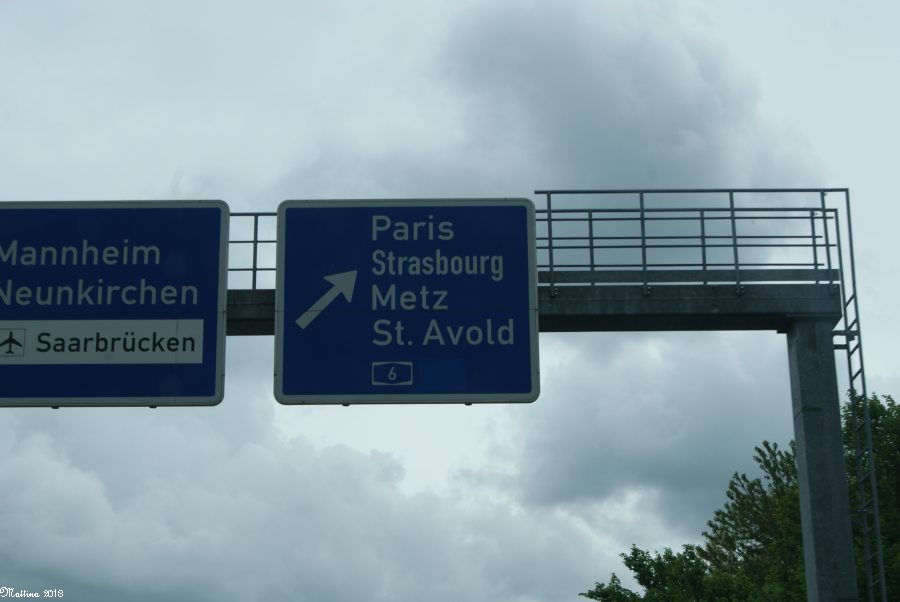 Mannheim
Neunkirchen
Saarbrücken
Paris
Strasbourg
Metz
St. Avold
6
Mattina 2018